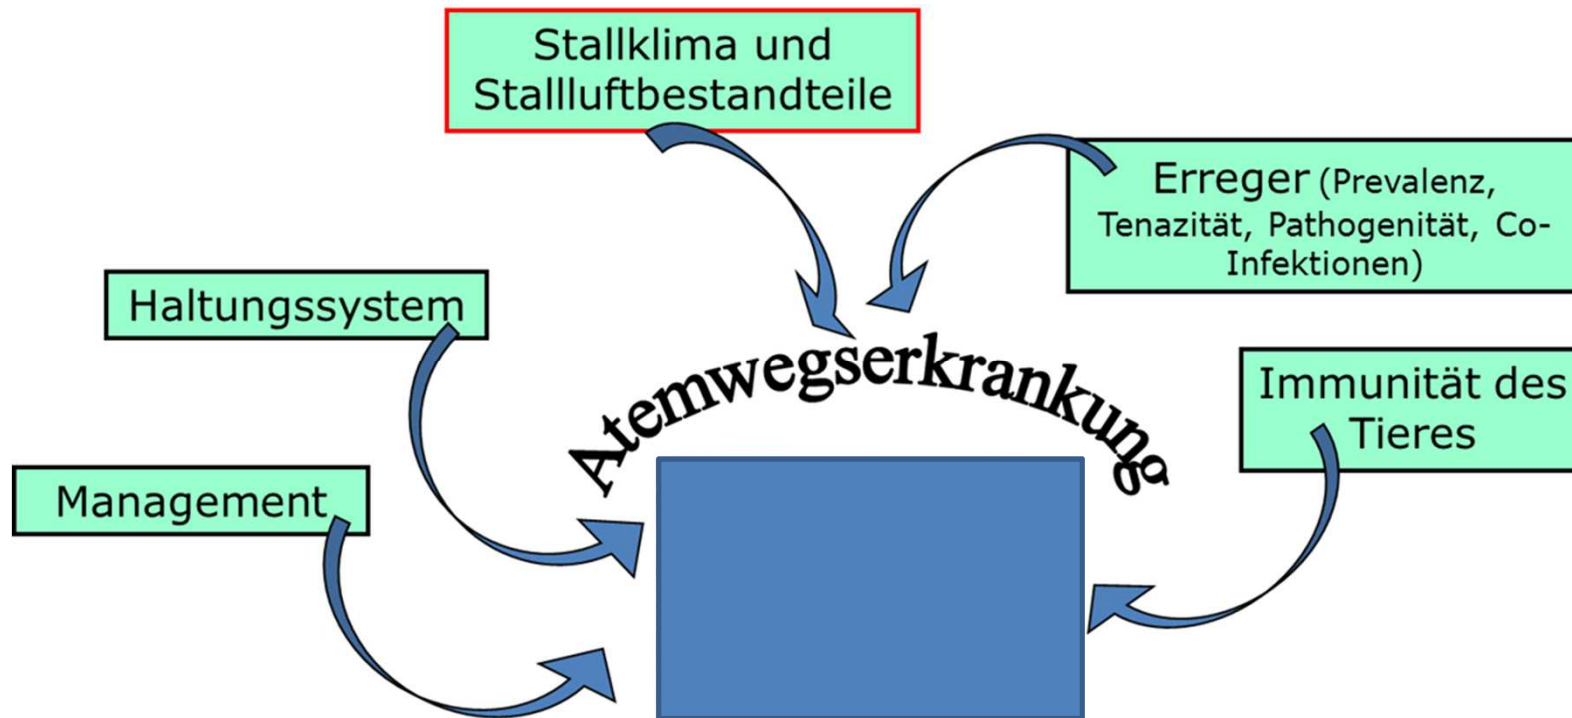 Stallklima und
Stallluftbestandteile
Erreger (Prevalenz,
Tenazität, Pathogenität, Co-
Infektionen)
Haltungssystem
Atemwegserkrankung
Immunität des
Tieres
Management